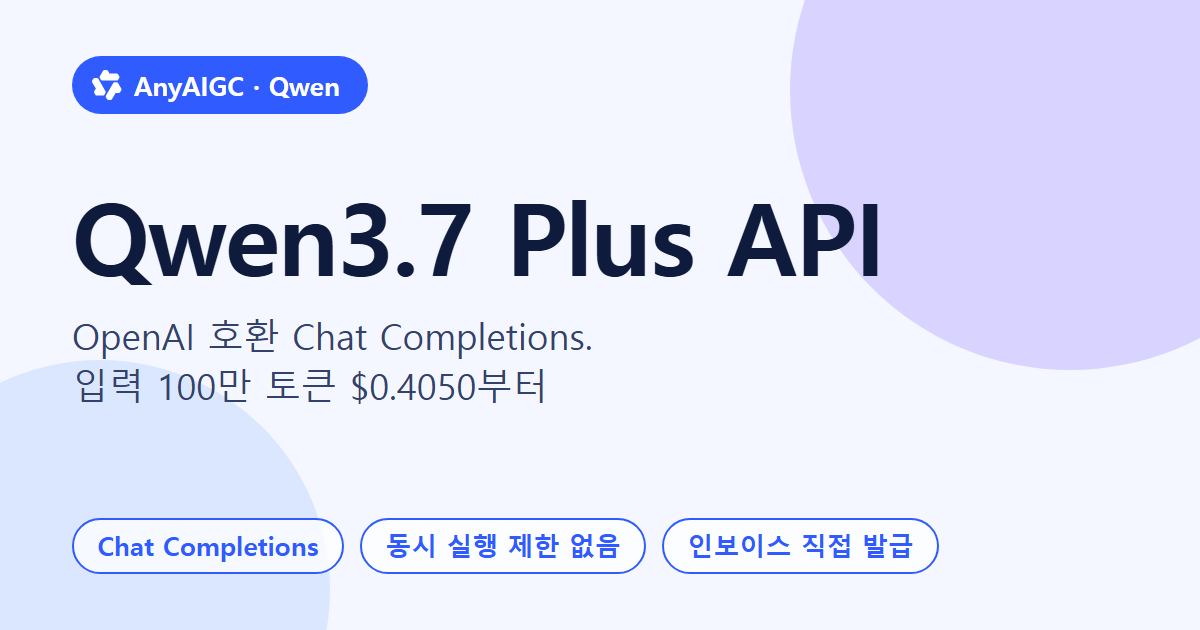 AnyAIGC · Qwen
Qwen3.7 Plus API
OpenAI 호환 Chat Completions.
입력 100만 토큰 $0.4050부터
Chat Completions
동시 실행 제한 없음
인보이스 직접 발급